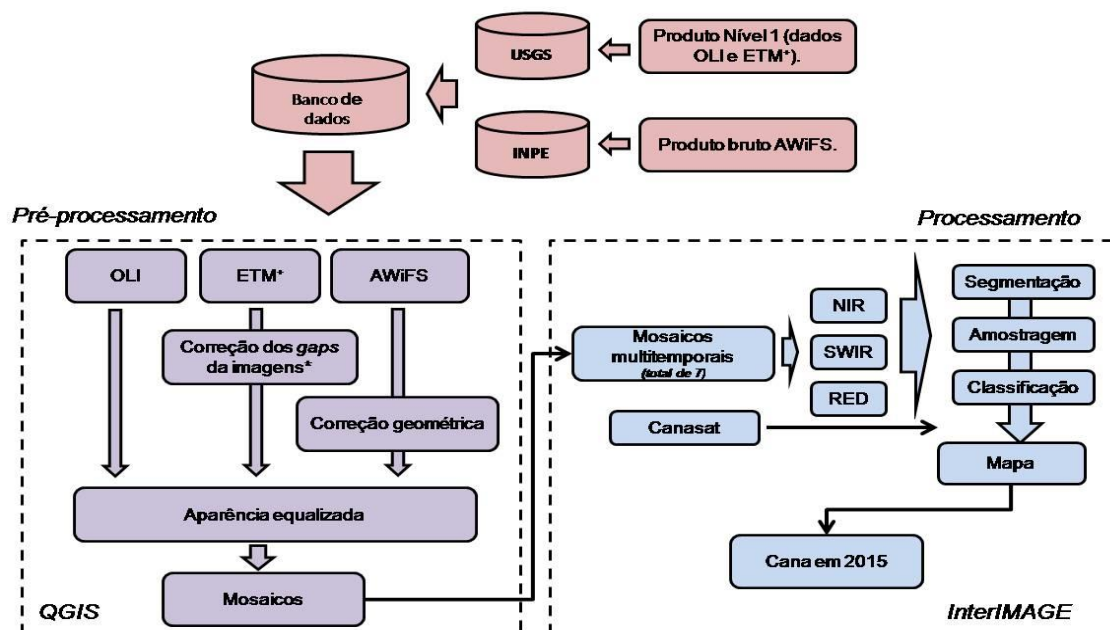 USGS
Produto Nível 1 (dados
OLI e ETM⁺).
Banco de
dados
INPE
Produto bruto AWiFS.
Pré-processamento
OLI
ETM⁺
AWiFS
Correção dos gaps
da imagens*
Correção geométrica
Aparência equalizada
Mosaicos
QGIS
Processamento
Mosaicos
multitemporais
(total de 7)
NIR
SWIR
RED
Segmentação
Amostragem
Classificação
Canasat
Mapa
Cana em 2015
InterIMAGE